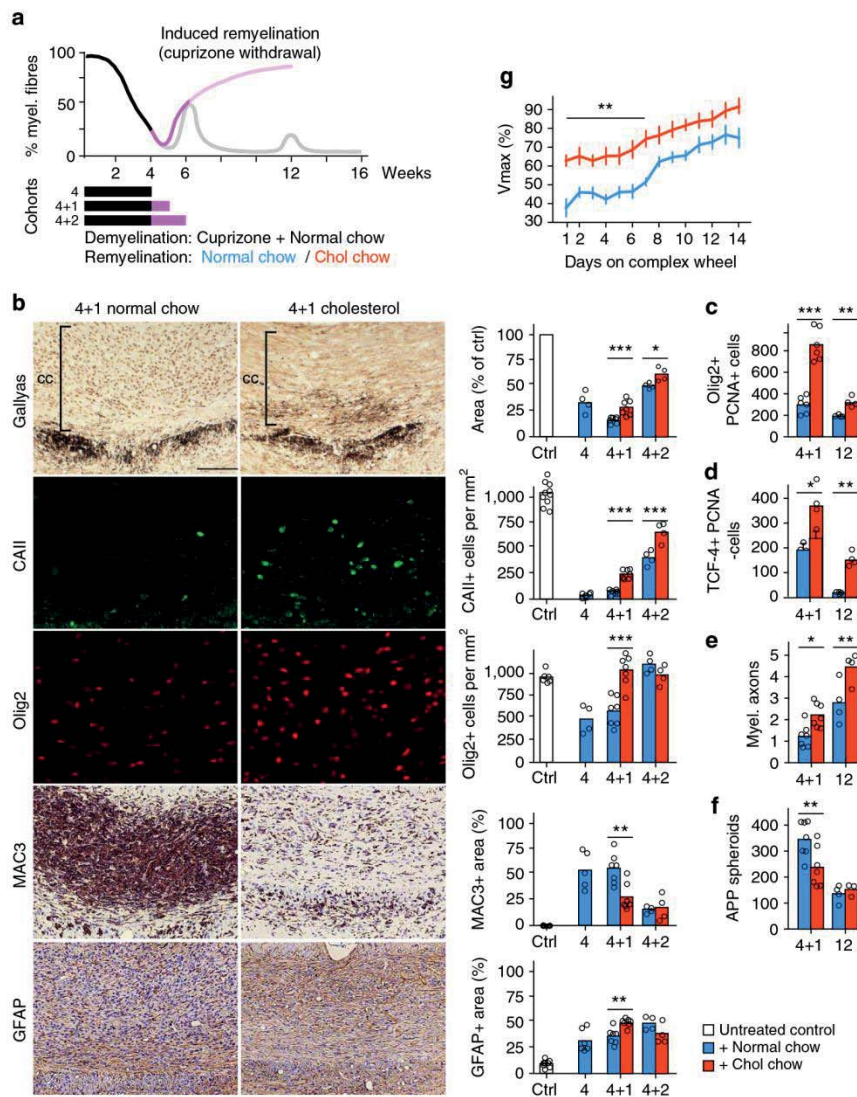 a
Induced remyelination
(cuprizone withdrawal)
% myel. fibres
100
50
0
2 4 6 12 16 Weeks
Cohorts
4
4+1
4+2
Demyelination: Cuprizone + Normal chow
Remyelination: Normal chow / Chol chow
g
**
Vmax (%)
90
80
70
60
50
40
30
1 2 4 6 8 10 12 14
Days on complex wheel
b
4+1 normal chow 4+1 cholesterol
Gallyas
CC
CC
CAII
Olig2
MAC3
GFAP
Area (% of ctrl)
100
75
50
25
0
*** *
Ctrl 4 4+1 4+2
CAII+ cells per mm²
1,000
750
500
250
0
*** ***
Ctrl 4 4+1 4+2
Olig2+ cells per mm²
1,000
750
500
250
0
***
Ctrl 4 4+1 4+2
MAC3+ area (%)
100
75
50
25
0
**
Ctrl 4 4+1 4+2
GFAP+ area (%)
100
75
50
25
0
**
Ctrl 4 4+1 4+2
c
Olig2+
PCNA+ cells
800
600
400
200
0
*** **
4+1 12
d
TCF-4+ PCNA
-cells
400
300
200
100
0
* **
4+1 12
e
Myel. axons
5
4
3
2
1
0
* **
4+1 12
f
APP spheroids
400
300
200
100
0
**
4+1 12
Untreated control
+ Normal chow
+ Chol chow